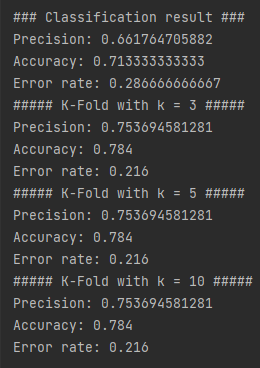 ### Classification result ###
Precision: 0.661764705882
Accuracy: 0.713333333333
Error rate: 0.286666666667
##### K-Fold with k = 3 #####
Precision: 0.753694581281
Accuracy: 0.784
Error rate: 0.216
##### K-Fold with k = 5 #####
Precision: 0.753694581281
Accuracy: 0.784
Error rate: 0.216
##### K-Fold with k = 10 #####
Precision: 0.753694581281
Accuracy: 0.784
Error rate: 0.216